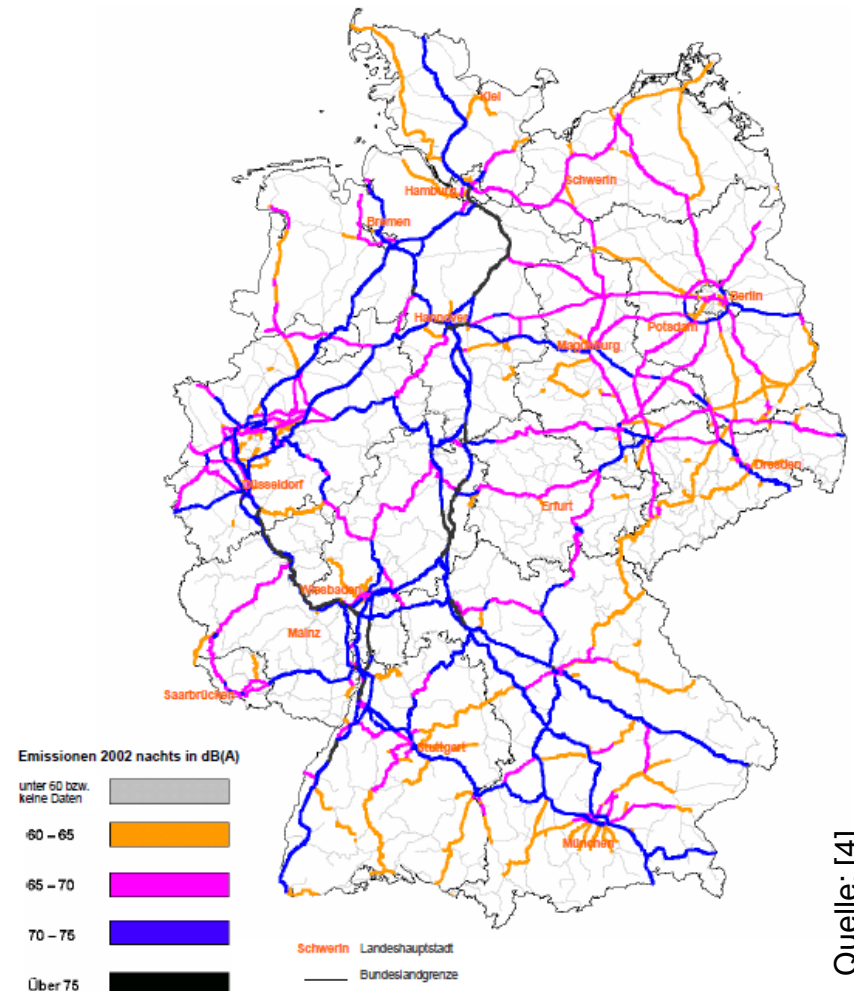 Kiel
Schwerin
Hamburg
Bremen
Berlin
Hannover
Potsdam
Magdeburg
Dresden
Düsseldorf
Erfurt
Wiesbaden
Mainz
Saarbrücken
Stuttgart
München
Emissionen 2002 nachts in dB(A)
unter 60 bzw.
keine Daten
60 – 65
65 – 70
70 – 75
Über 75
Schwerin Landeshauptstadt
Bundeslandgrenze
Quelle: [4]